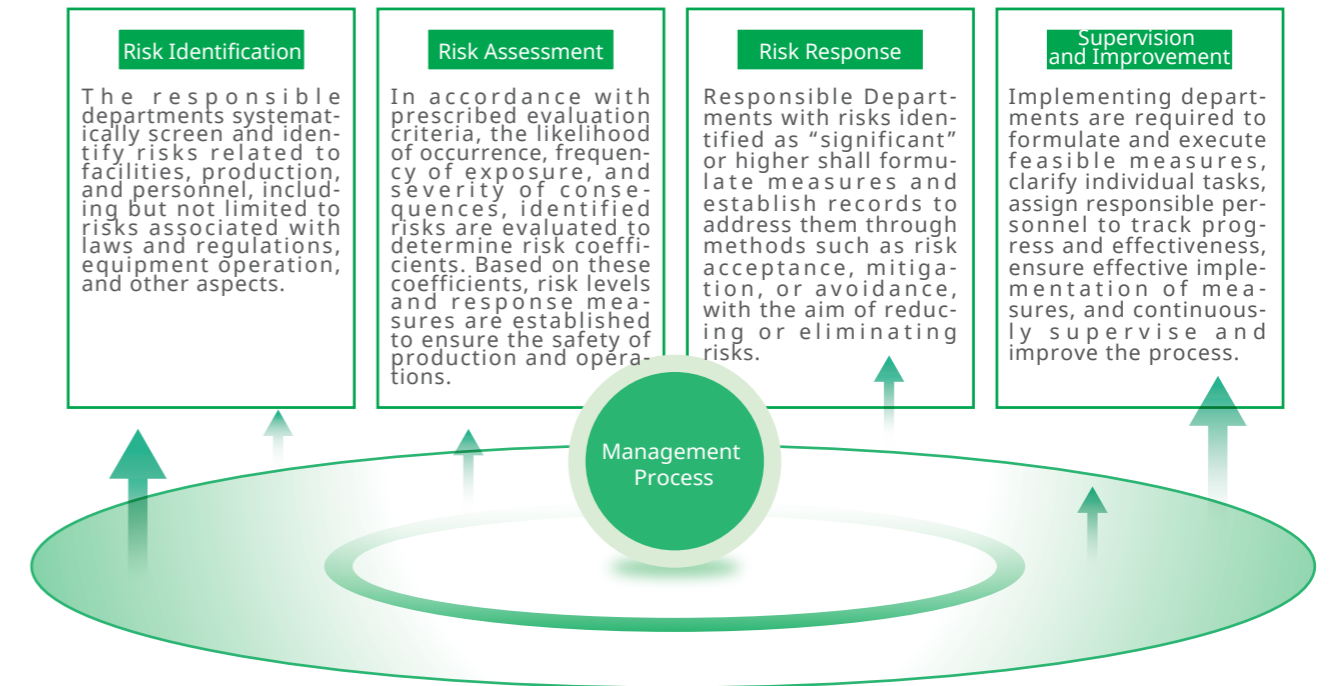 Risk Identification
The responsible
departments systemat-
ically screen and iden-
tify risks related to
facilities, production,
and personnel, includ-
ing but not limited to
risks associated with
laws and regulations,
equipment operation,
and other aspects.
Risk Assessment
In accordance with
prescribed evaluation
criteria, the likelihood
of occurrence, frequen-
cy of exposure, and
severity of conse-
quences, identified
risks are evaluated to
determine risk coeffi-
cients. Based on these
coefficients, risk levels
and response mea-
sures are established
to ensure the safety of
production and opera-
tions.
Risk Response
Responsible Depart-
ments with risks iden-
tified as “significant”
or higher shall formu-
late measures and
establish records to
address them through
methods such as risk
acceptance, mitiga-
tion, or avoidance,
with the aim of reduc-
ing or eliminating
risks.
Supervision
and Improvement
Implementing depart-
ments are required to
formulate and execute
feasible measures,
clarify individual tasks,
assign responsible per-
sonnel to track prog-
ress and effectiveness,
ensure effective imple-
mentation of mea-
sures, and continuous-
ly supervise and
improve the process.
Management
Process